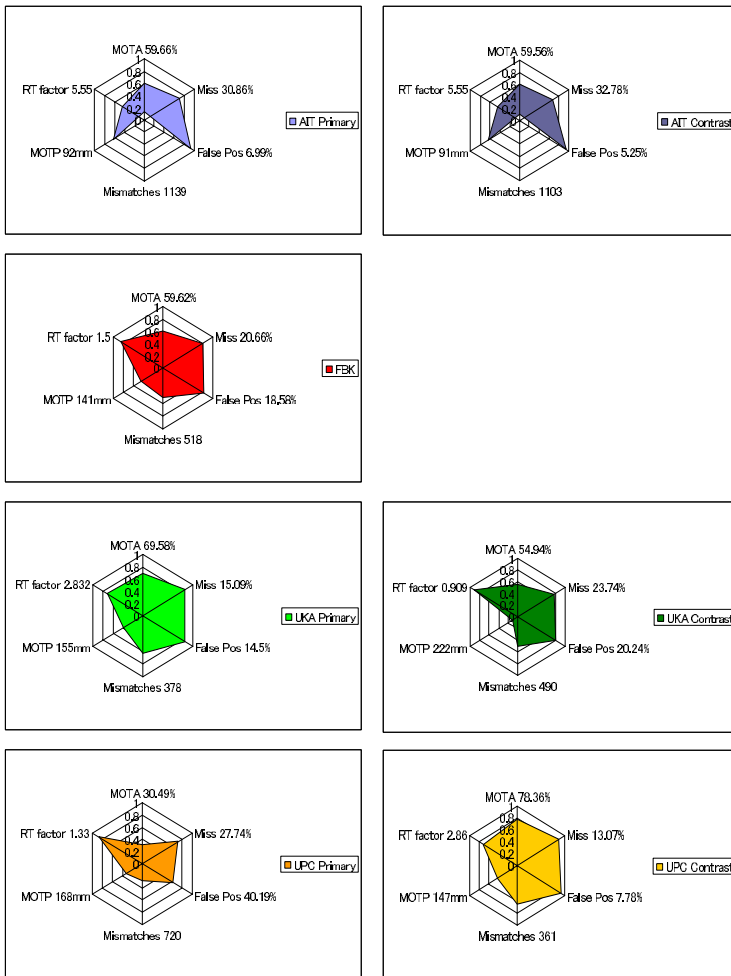 MOTA 59.66%
1
0.8
0.6
0.4
0.2
0
RT factor 5.55
Miss 30.86%
MOTP 92mm
False Pos 6.99%
Mismatches 1139
AIT Primary
MOTA 59.56%
1
0.8
0.6
0.4
0.2
0
RT factor 5.55
Miss 32.78%
MOTP 91mm
False Pos 5.25%
Mismatches 1103
AIT Contrast
MOTA 59.62%
1
0.8
0.6
0.4
0.2
0
RT factor 1.5
Miss 20.66%
MOTP 141mm
False Pos 18,58%
Mismatches 518
FBK
MOTA 69.58%
1
0.8
0.6
0.4
0.2
0
RT factor 2.832
Miss 15.09%
MOTP 155mm
False Pos 14.5%
Mismatches 378
UKA Primary
MOTA 54.94%
1
0.8
0.6
0.4
0.2
0
RT factor 0.909
Miss 23.74%
MOTP 222mm
False Pos 20.24%
Mismatches 490
UKA Contrast
MOTA 30.49%
1
0.8
0.6
0.4
0.2
0
RT factor 1.33
Miss 27.74%
MOTP 168mm
False Pos 40.19%
Mismatches 720
UPC Primary
MOTA 78.36%
1
0.8
0.6
0.4
0.2
0
RT factor 2.86
Miss 13.07%
MOTP 147mm
False Pos 7.78%
Mismatches 361
UPC Contrast